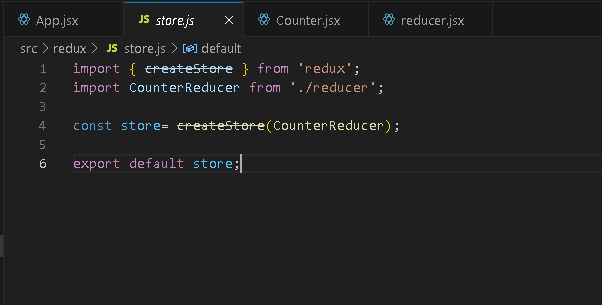 App.jsx JS store.js Counter.jsx reducer.jsx
src > redux > JS store.js > default
1 import { createStore } from 'redux';
2 import CounterReducer from './reducer';
3
4 const store= createStore(CounterReducer);
5
6 export default store;